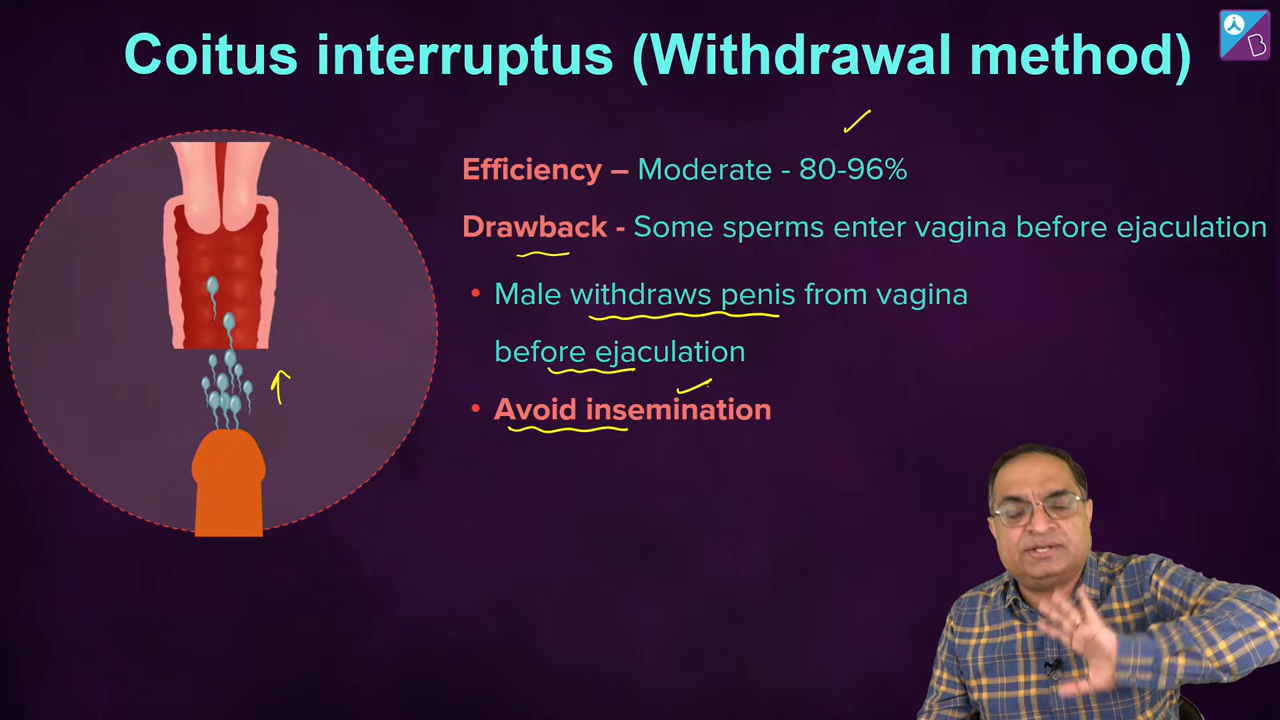 Coitus interruptus (Withdrawal method)
Efficiency – Moderate - 80-96%
Drawback - Some sperms enter vagina before ejaculation
• Male withdraws penis from vagina
before ejaculation
• Avoid insemination
B